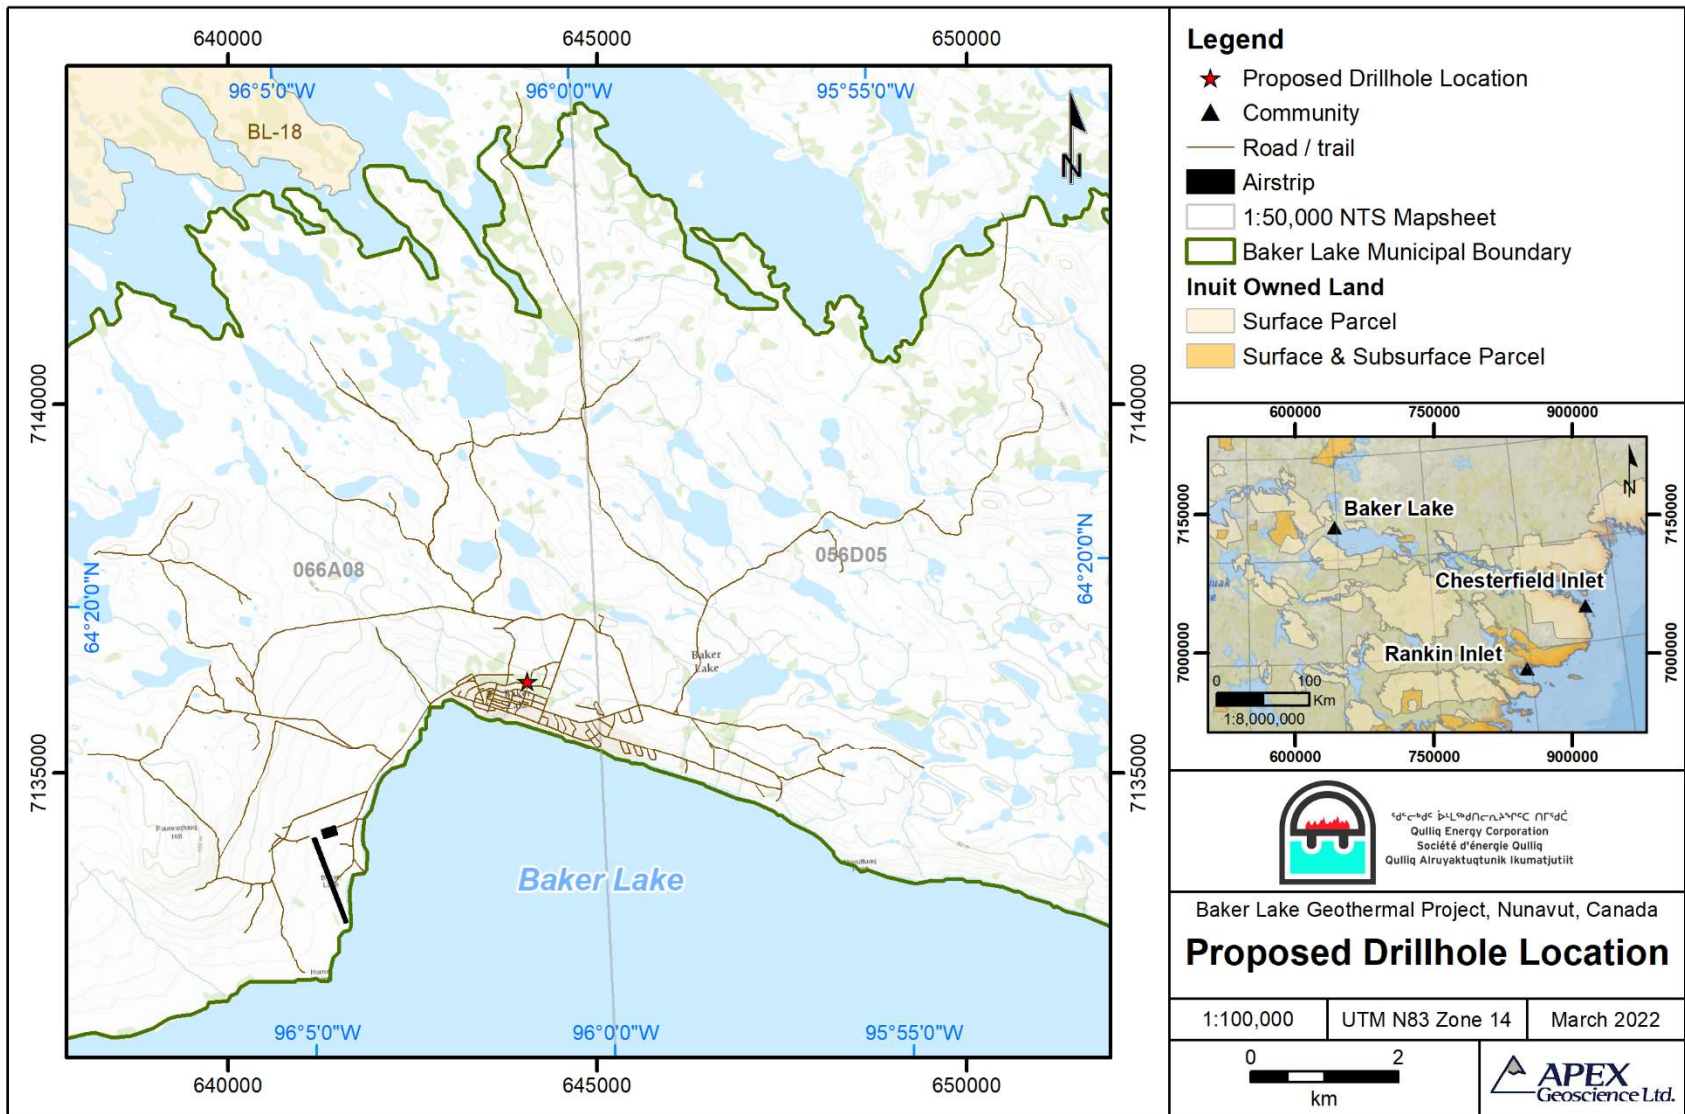 640000
645000
650000
96°5'0"W
96°0'0"W
95°55'0"W
BL-18
N
7140000
7140000
066A08
056D05
64°20'0"N
64°20'0"N
Baker
Lake
7135000
7135000
Baker Lake
96°5'0"W
96°0'0"W
95°55'0"W
640000
645000
650000
Legend
Proposed Drillhole Location
Community
Road / trail
Airstrip
1:50,000 NTS Mapsheet
Baker Lake Municipal Boundary
Inuit Owned Land
Surface Parcel
Surface & Subsurface Parcel
600000
750000
900000
N
Baker Lake
7150000
7150000
Chesterfield Inlet
Rankin Inlet
7000000
7000000
0
100
Km
1:8,000,000
600000
750000
900000
Qulliq Energy Corporation
Société d'énergie Qulliq
Qulliq Alruyaktuqtunik Ikumatjutiit
Baker Lake Geothermal Project, Nunavut, Canada
Proposed Drillhole Location
1:100,000
UTM N83 Zone 14
March 2022
0
2
km
APEX
Geoscience Ltd.